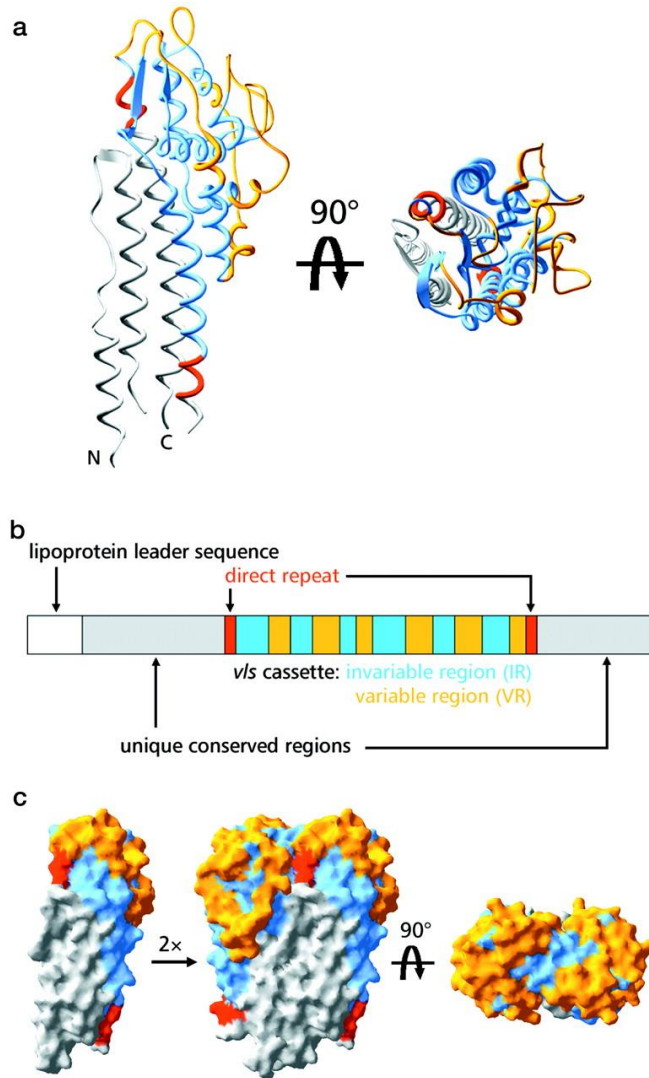 a
90°
N
C
b
lipoprotein leader sequence
direct repeat
vls cassette: invariable region (IR)
variable region (VR)
unique conserved regions
c
2×
90°